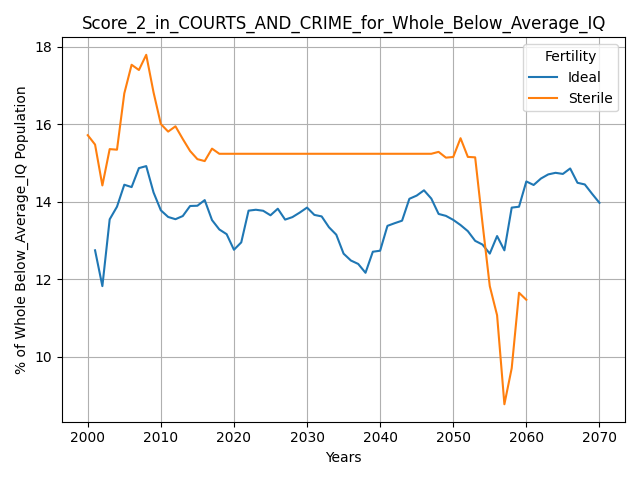 Score_2_in_COURTS_AND_CRIME_for_Whole_Below_Average_IQ
Fertility
Ideal
Sterile
% of Whole Below_Average_IQ Population
18
16
14
12
10
2000 2010 2020 2030 2040 2050 2060 2070
Years